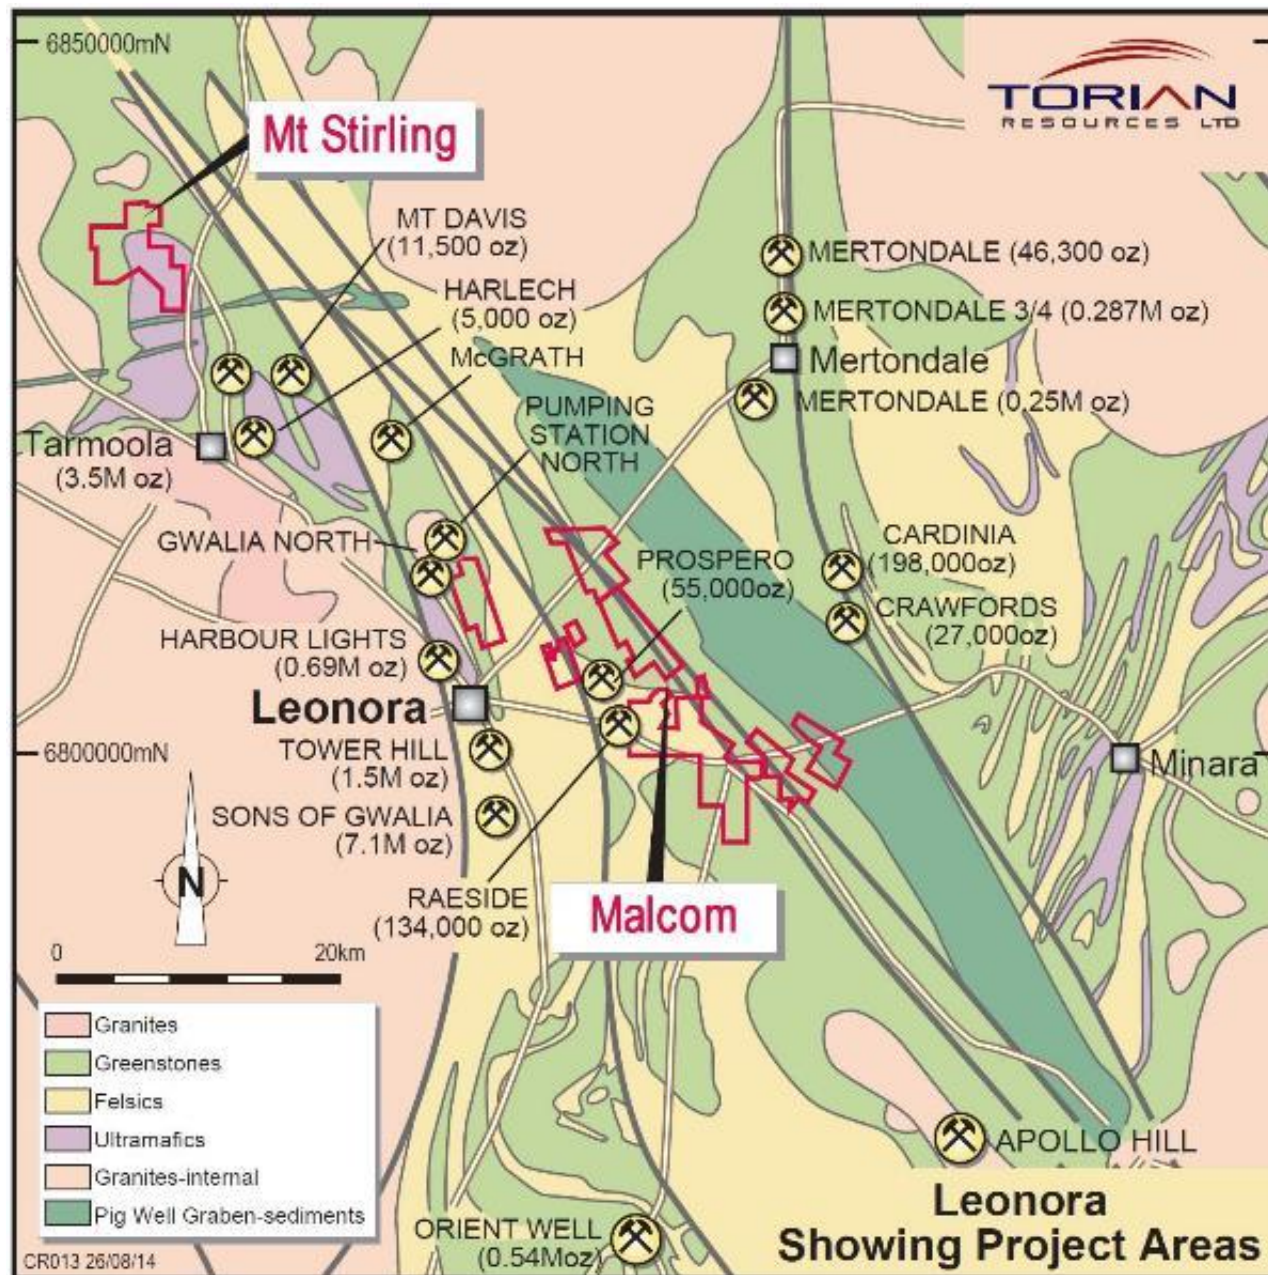 6850000mN
TORIAN
RESOURCES LTD
Mt Stirling
MT DAVIS
(11,500 oz)
HARLECH
(5,000 oz)
McGRATH
PUMPING
STATION
NORTH
MERTONDALE (46,300 oz)
MERTONDALE 3/4 (0.287M oz)
Mertondale
MERTONDALE (0.25M oz)
Tarmoola
(3.5M oz)
GWALIA NORTH
PROSPERO
(55,000oz)
CARDINIA
(198,000oz)
CRAWFORDS
(27,000oz)
HARBOUR LIGHTS
(0.69M oz)
Leonora
6800000mN
TOWER HILL
(1.5M oz)
Minara
SONS OF GWALIA
(7.1M oz)
N
RAESIDE
(134,000 oz)
Malcom
0 20km
Granites
Greenstones
Felsics
Ultramafics
Granites-internal
Pig Well Graben-sediments
APOLLO HILL
ORIENT WELL
(0.54Moz)
Leonora
Showing Project Areas
CR013 26/08/14